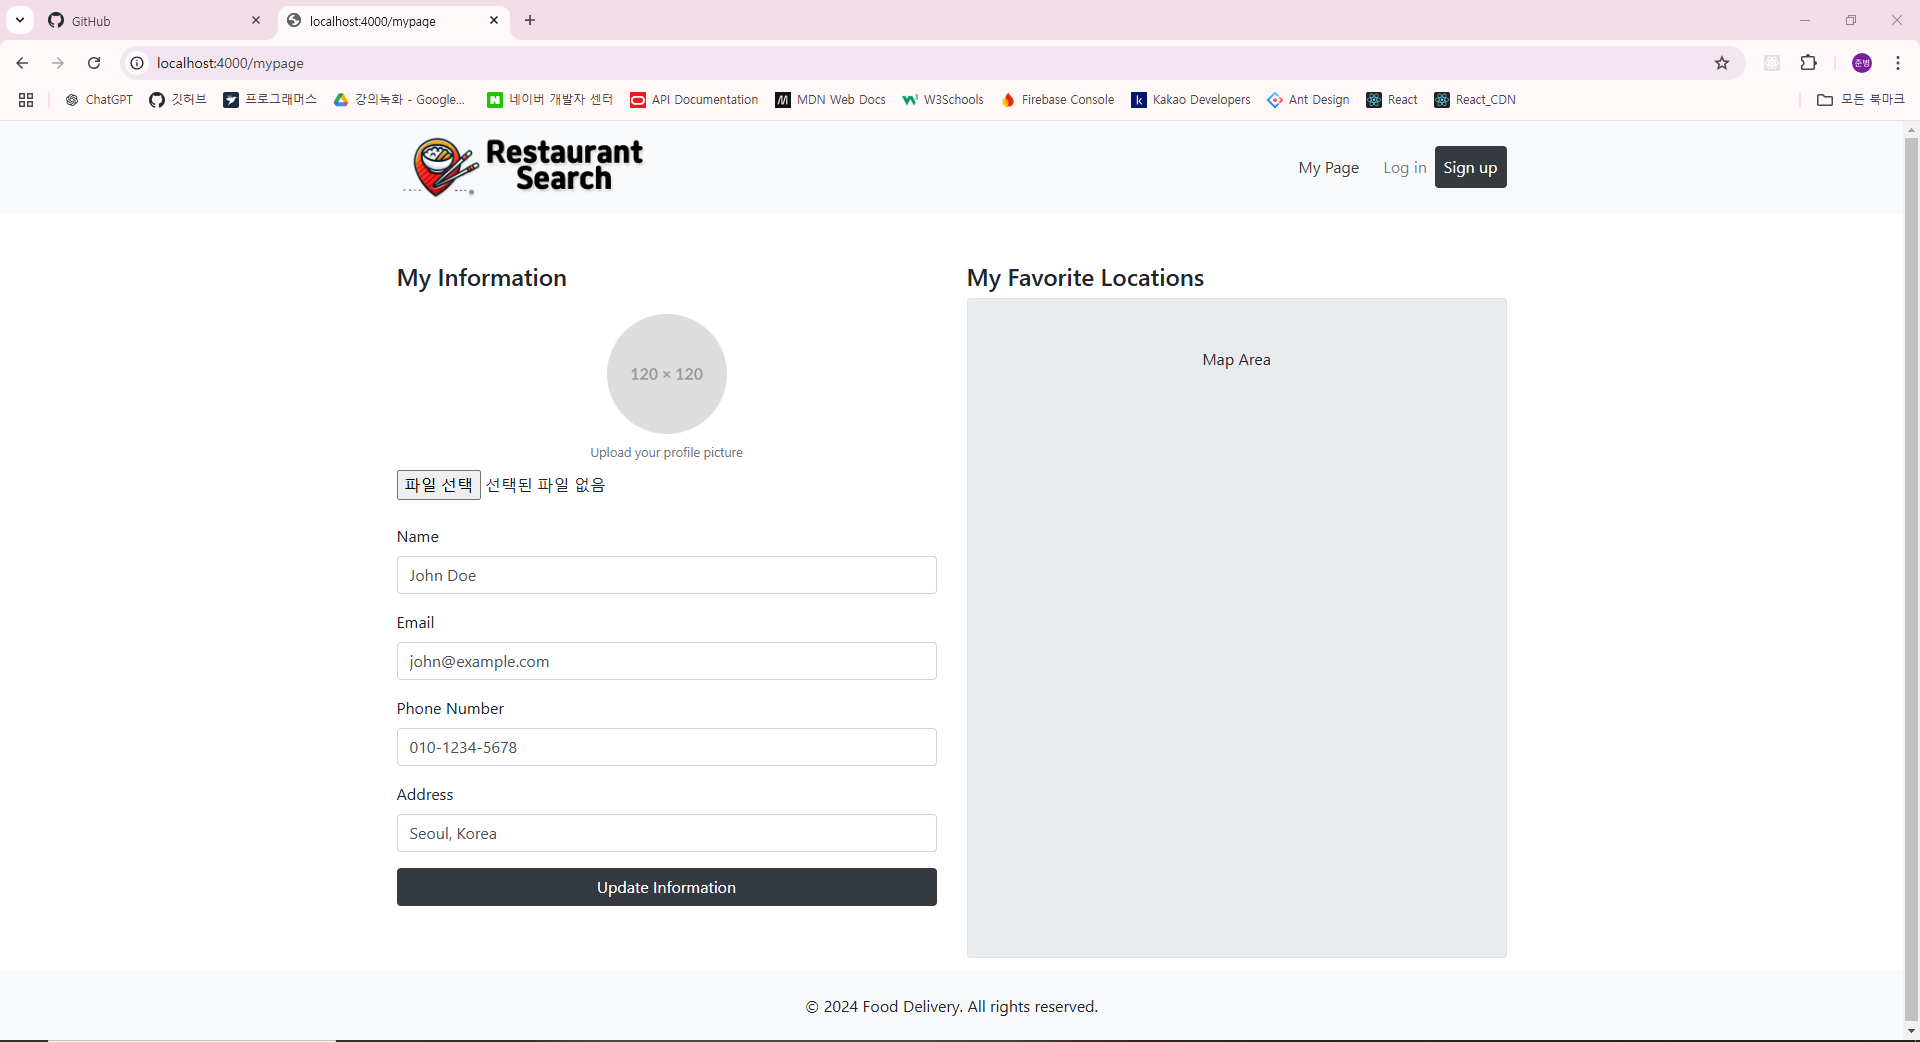 GitHub
localhost:4000/mypage
localhost:4000/mypage
준병
ChatGPT
깃허브
프로그래머스
강의녹화 - Google...
네이버 개발자 센터
API Documentation
MDN Web Docs
W3Schools
Firebase Console
Kakao Developers
Ant Design
React
React_CDN
모든 북마크
Restaurant
Search
My Page
Log in
Sign up
My Information
120 × 120
Upload your profile picture
파일 선택 선택된 파일 없음
Name
John Doe
Email
john@example.com
Phone Number
010-1234-5678
Address
Seoul, Korea
Update Information
My Favorite Locations
Map Area
© 2024 Food Delivery. All rights reserved.